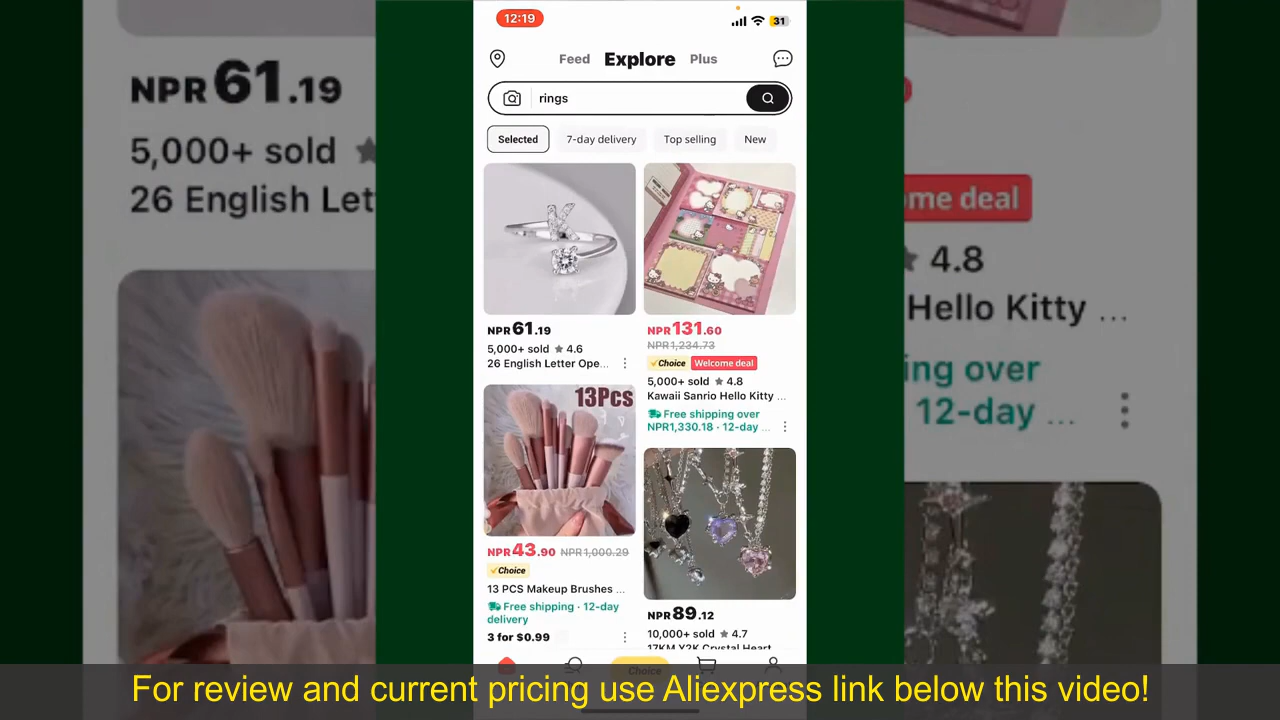 12:19
31
Feed Explore Plus
rings
Selected 7-day delivery Top selling New
NPR61.19
5,000+ sold ★ 4.6
26 English Letter Ope...
NPR131.60
NPR1,234.73
Choice Welcome deal
5,000+ sold ★ 4.8
Kawaii Sanrio Hello Kitty ...
Free shipping over
NPR1,330.18 · 12-day ...
13Pcs
NPR43.90 NPR1,000.29
Choice
13 PCS Makeup Brushes ...
Free shipping · 12-day
delivery
3 for $0.99
NPR89.12
10,000+ sold ★ 4.7
17KM Y2K Crystal Heart
Choice
NPR61.19
5,000+ sold
26 English Let
me deal
4.8
Hello Kitty ...
ing over
12-day ...
For review and current pricing use Aliexpress link below this video!